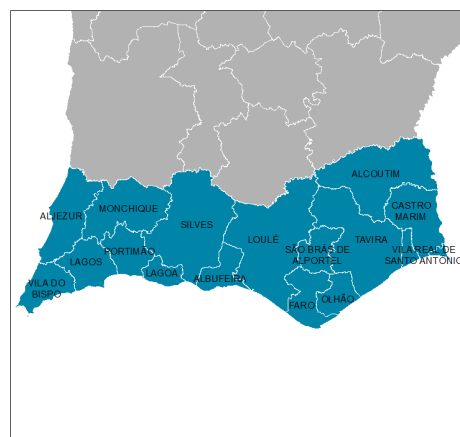 ALCOUTIM
ALJEZUR
MONCHIQUE
CASTRO
MARIM
SILVES
LOULÉ
TAVIRA
PORTIMÃO
SÃO BRÁS DE
ALPORTEL
VILA REAL DE
SANTO ANTÓNIO
LAGOS
LAGOA
ALBUFEIRA
VILA DO
BISPO
FARO
OLHÃO